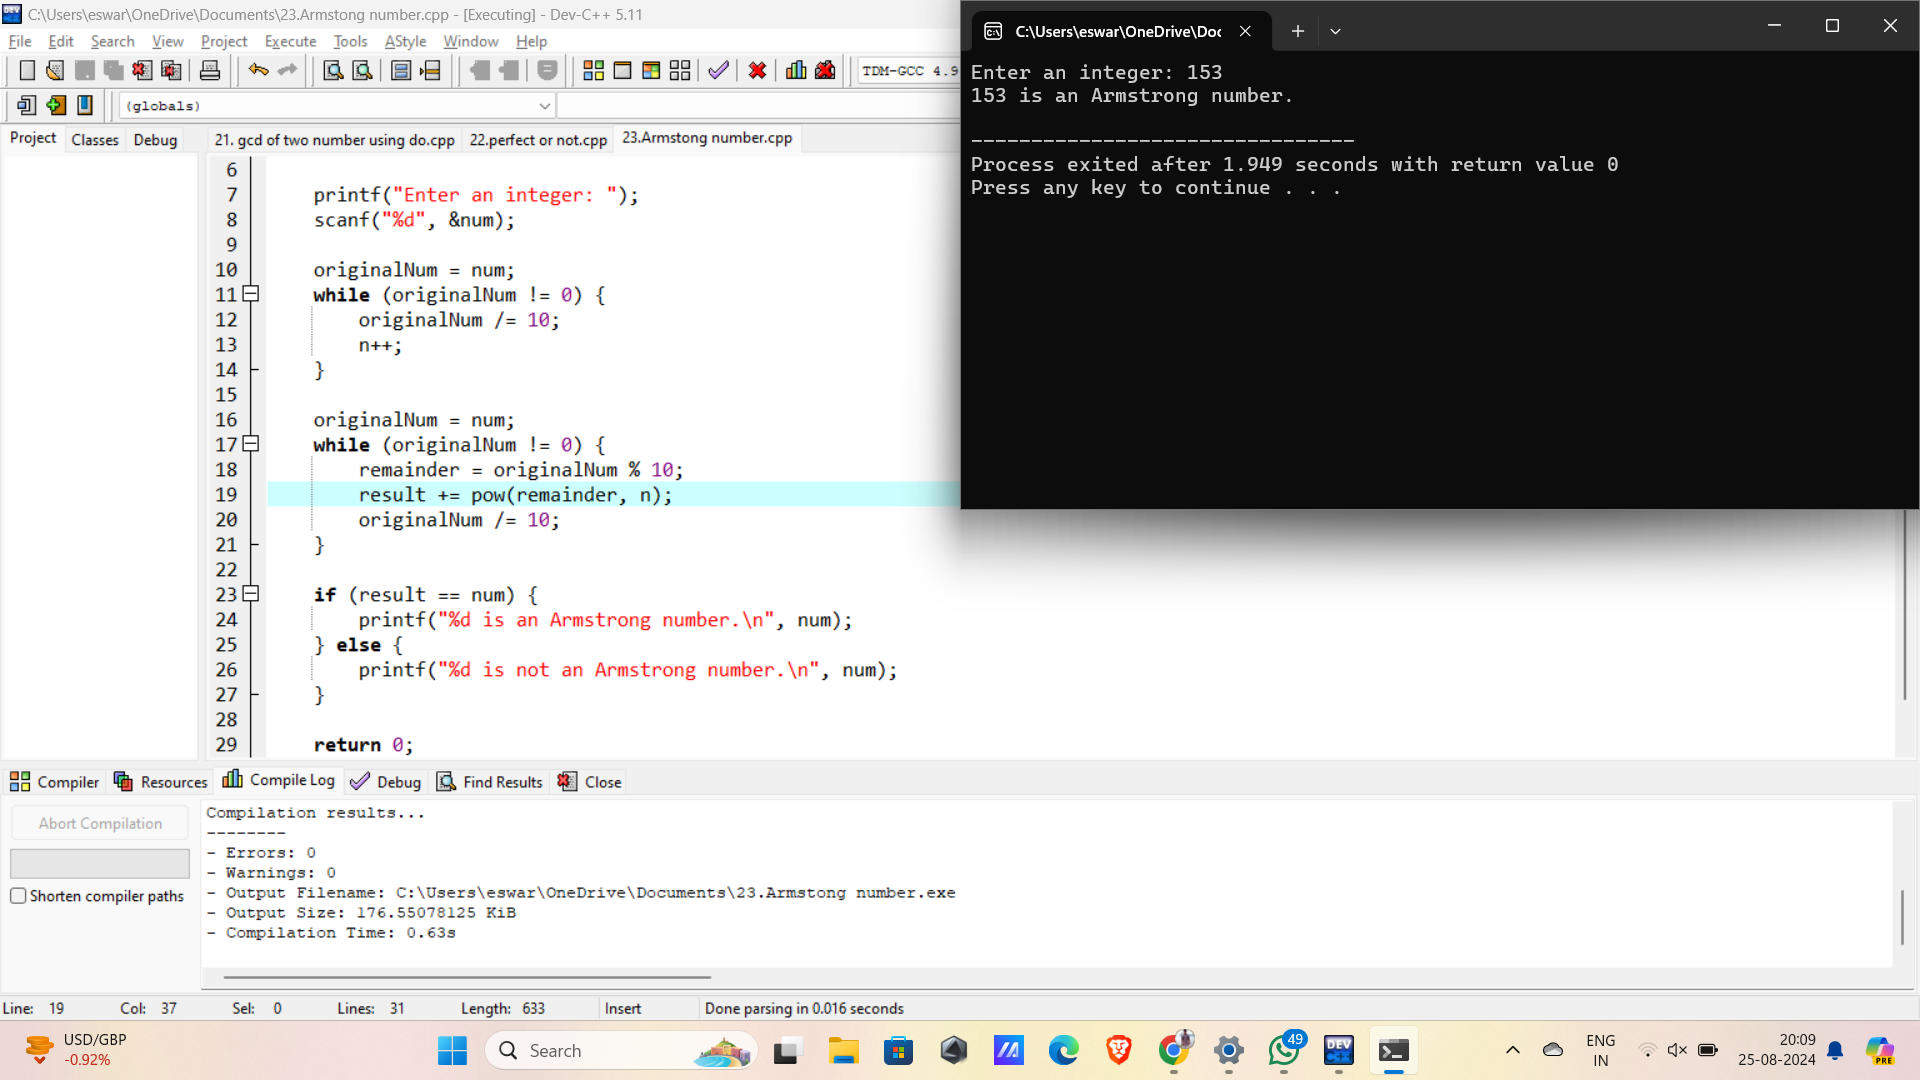 C:\Users\eswar\OneDrive\Documents\23.Armstong number.cpp - [Executing] - Dev-C++ 5.11
File Edit Search View Project Execute Tools AStyle Window Help
TDM-GCC 4.9
(globals)
Project Classes Debug
21. gcd of two number using do.cpp 22.perfect or not.cpp 23.Armstong number.cpp
6
7 printf("Enter an integer: ");
8 scanf("%d", &num);
9
10 originalNum = num;
11 while (originalNum != 0) {
12 originalNum /= 10;
13 n++;
14 }
15
16 originalNum = num;
17 while (originalNum != 0) {
18 remainder = originalNum % 10;
19 result += pow(remainder, n);
20 originalNum /= 10;
21 }
22
23 if (result == num) {
24 printf("%d is an Armstrong number.\n", num);
25 } else {
26 printf("%d is not an Armstrong number.\n", num);
27 }
28
29 return 0;
C:\Users\eswar\OneDrive\Doc
Enter an integer: 153
153 is an Armstrong number.
--------------------------------
Process exited after 1.949 seconds with return value 0
Press any key to continue . . .
Compiler Resources Compile Log Debug Find Results Close
Abort Compilation
Shorten compiler paths
Compilation results...
--------
- Errors: 0
- Warnings: 0
- Output Filename: C:\Users\eswar\OneDrive\Documents\23.Armstong number.exe
- Output Size: 176.55078125 KiB
- Compilation Time: 0.63s
Line: 19 Col: 37 Sel: 0 Lines: 31 Length: 633 Insert Done parsing in 0.016 seconds
USD/GBP
-0.92%
Search
49
DEV
C++
ENG
IN
20:09
25-08-2024
PRE